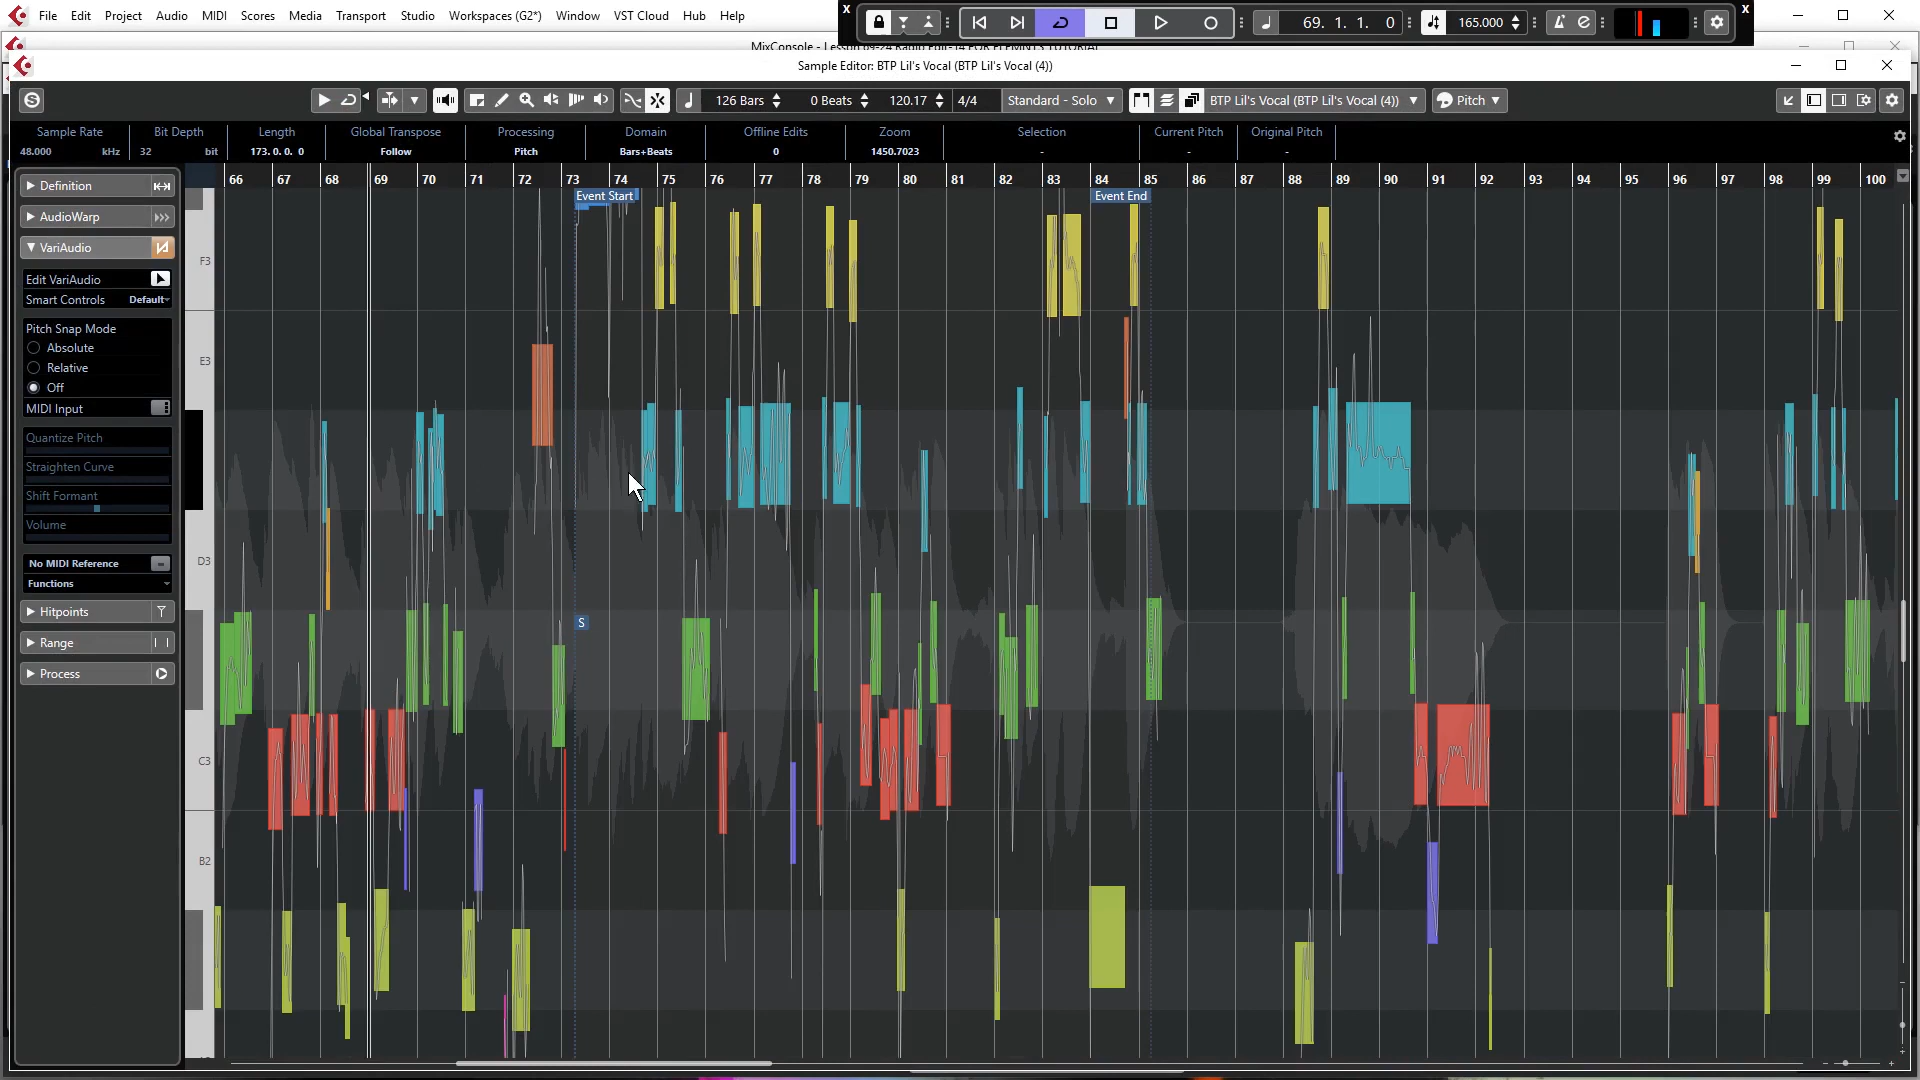 File Edit Project Audio MIDI Scores Media Transport Studio Workspaces (G2*) Window VST Cloud Hub Help
69. 1. 1. 0 165.000
Sample Editor: BTP Lil's Vocal (BTP Lil's Vocal (4))
126 Bars 0 Beats 120.17 4/4 Standard - Solo BTP Lil's Vocal (BTP Lil's Vocal (4)) Pitch
Sample Rate Bit Depth Length Global Transpose Processing Domain Offline Edits Zoom Selection Current Pitch Original Pitch
48.000 kHz 32 bit 173. 0. 0. 0 Follow Pitch Bars+Beats 0 1450.7023 - - -
66 67 68 69 70 71 72 73 74 75 76 77 78 79 80 81 82 83 84 85 86 87 88 89 90 91 92 93 94 95 96 97 98 99 100
Event Start Event End
Definition
AudioWarp
VariAudio
Edit VariAudio
Smart Controls Default
Pitch Snap Mode
Absolute
Relative
Off
MIDI Input
Quantize Pitch
Straighten Curve
Shift Formant
Volume
No MIDI Reference
Functions
Hitpoints
Range
Process
F3
E3
D3
S
C3
B2